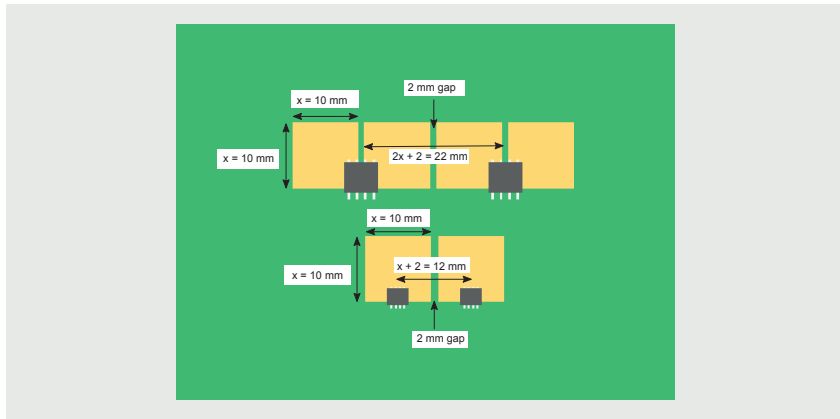 2 mm gap
x = 10 mm
x = 10 mm
2x + 2 = 22 mm
x = 10 mm
x + 2 = 12 mm
x = 10 mm
2 mm gap